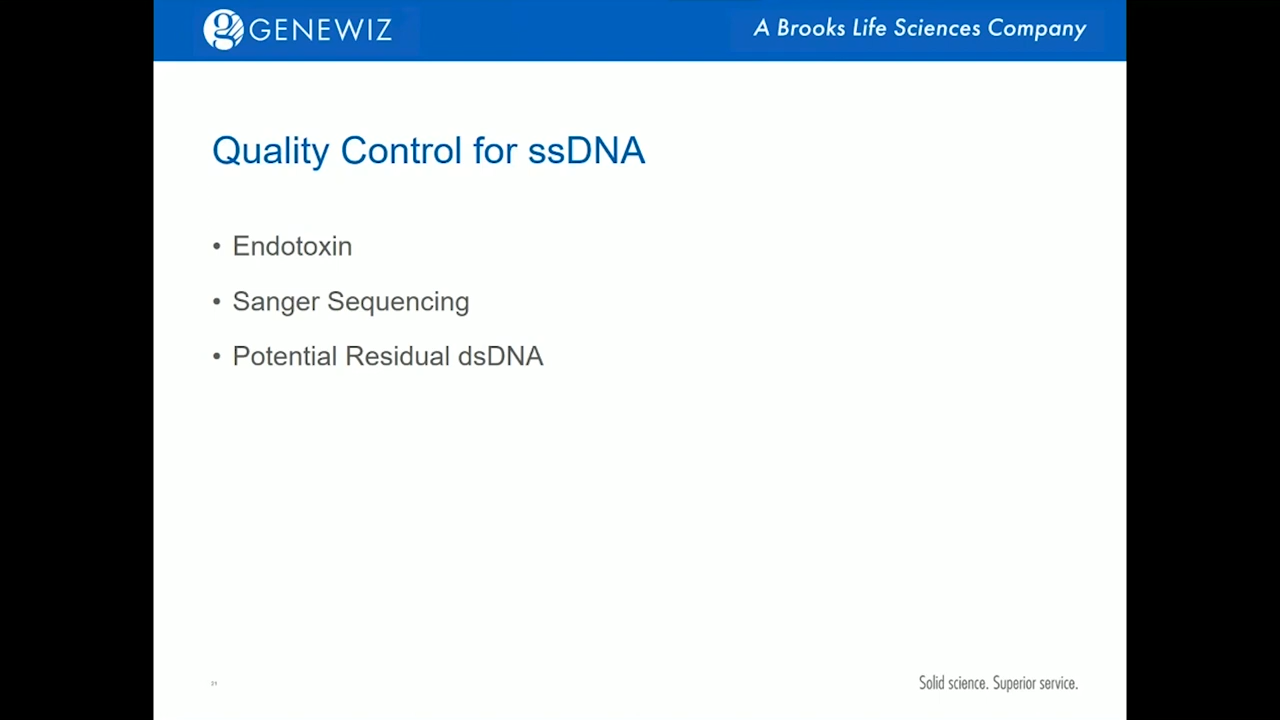 GENEWIZ
A Brooks Life Sciences Company
Quality Control for ssDNA
• Endotoxin
• Sanger Sequencing
• Potential Residual dsDNA
Solid science. Superior service.